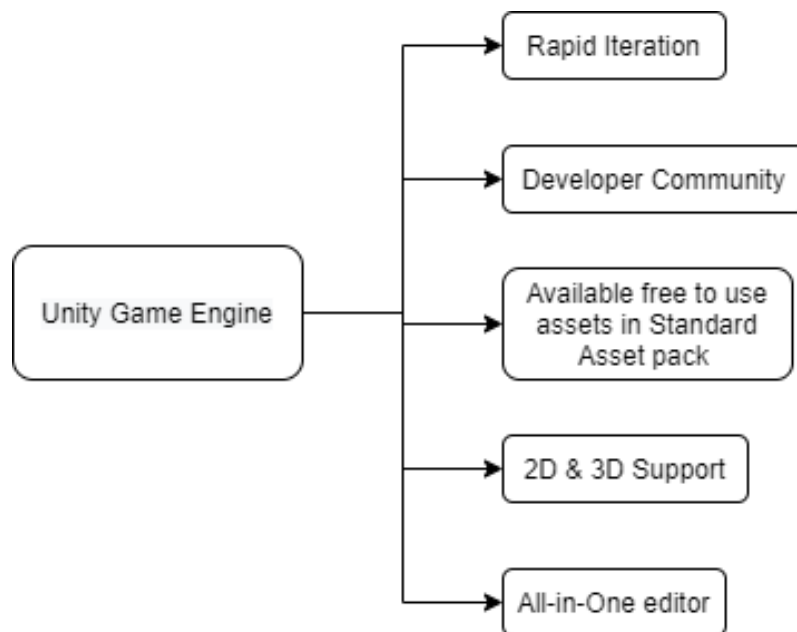 Rapid Iteration
Developer Community
Unity Game Engine
Available free to use
assets in Standard
Asset pack
2D & 3D Support
All-in-One editor